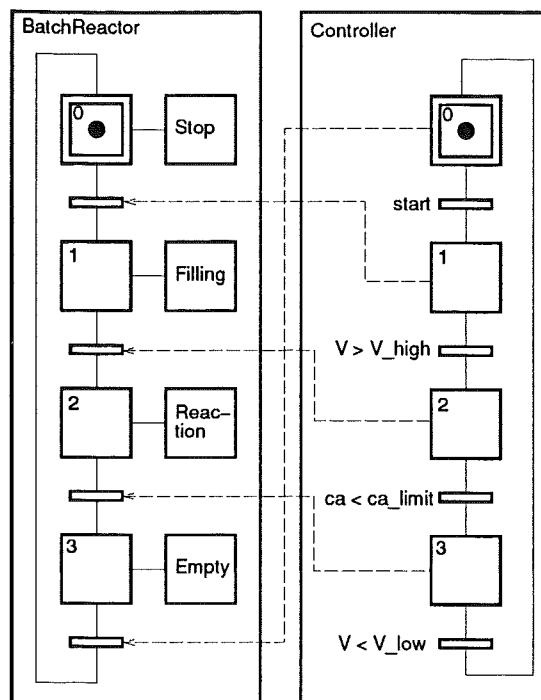 BatchReactor
0
Stop
1
Filling
2
Reac-
tion
3
Empty
Controller
0
start
1
V > V_high
2
ca < ca_limit
3
V < V_low